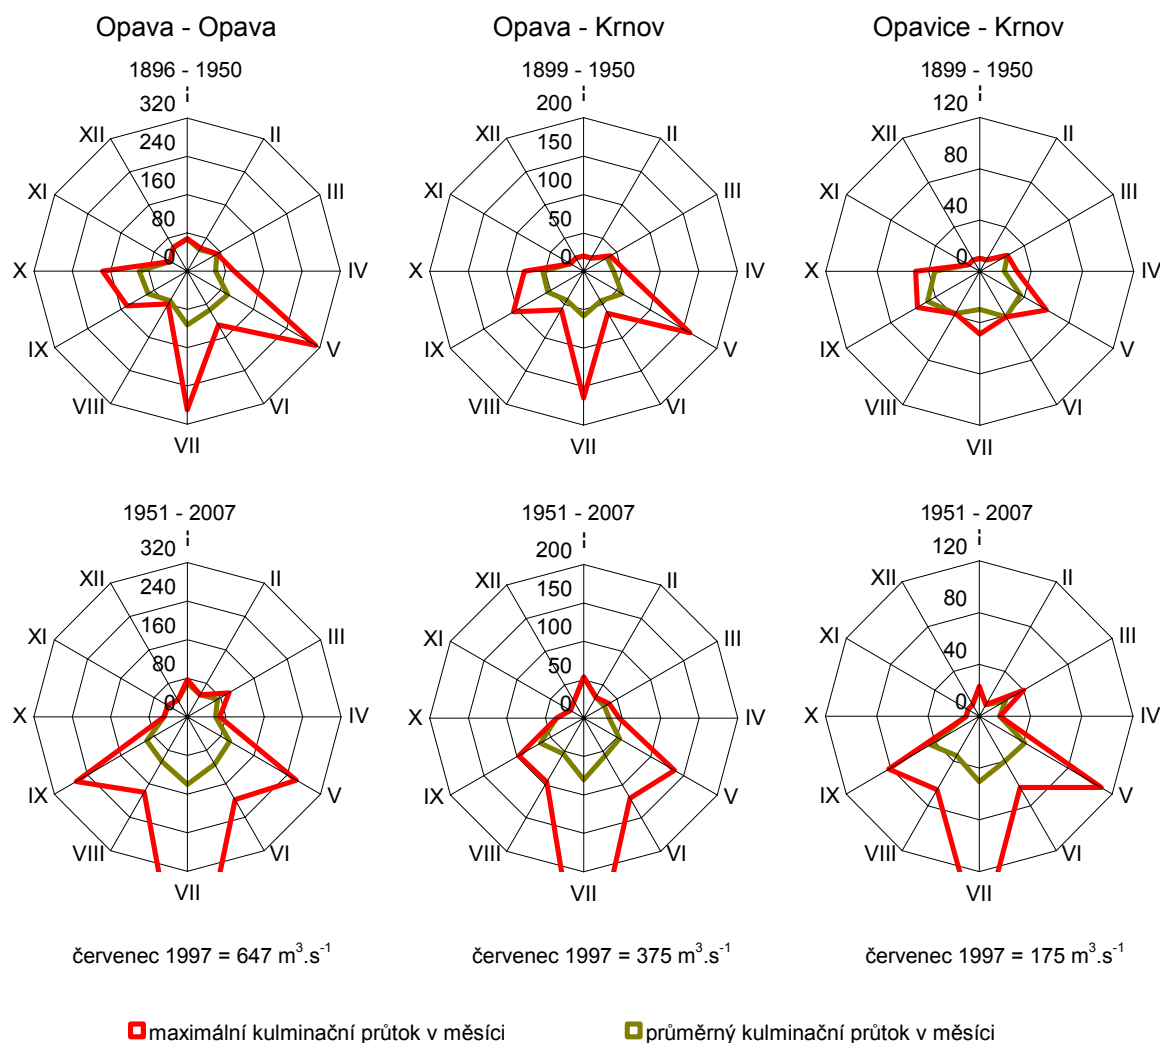 Opava - Opava
Opava - Krnov
Opavice - Krnov
1896 - 1950
1899 - 1950
1899 - 1950
I
320
240
160
80
0
II
III
IV
V
VI
VII
VIII
IX
X
XI
XII
I
200
150
100
50
0
II
III
IV
V
VI
VII
VIII
IX
X
XI
XII
I
120
80
40
0
II
III
IV
V
VI
VII
VIII
IX
X
XI
XII
1951 - 2007
1951 - 2007
1951 - 2007
I
320
240
160
80
0
II
III
IV
V
VI
VII
VIII
IX
X
XI
XII
I
200
150
100
50
0
II
III
IV
V
VI
VII
VIII
IX
X
XI
XII
I
120
80
40
0
II
III
IV
V
VI
VII
VIII
IX
X
XI
XII
červenec 1997 = 647 m³.s⁻¹
červenec 1997 = 375 m³.s⁻¹
červenec 1997 = 175 m³.s⁻¹
maximální kulminační průtok v měsíci
průměrný kulminační průtok v měsíci